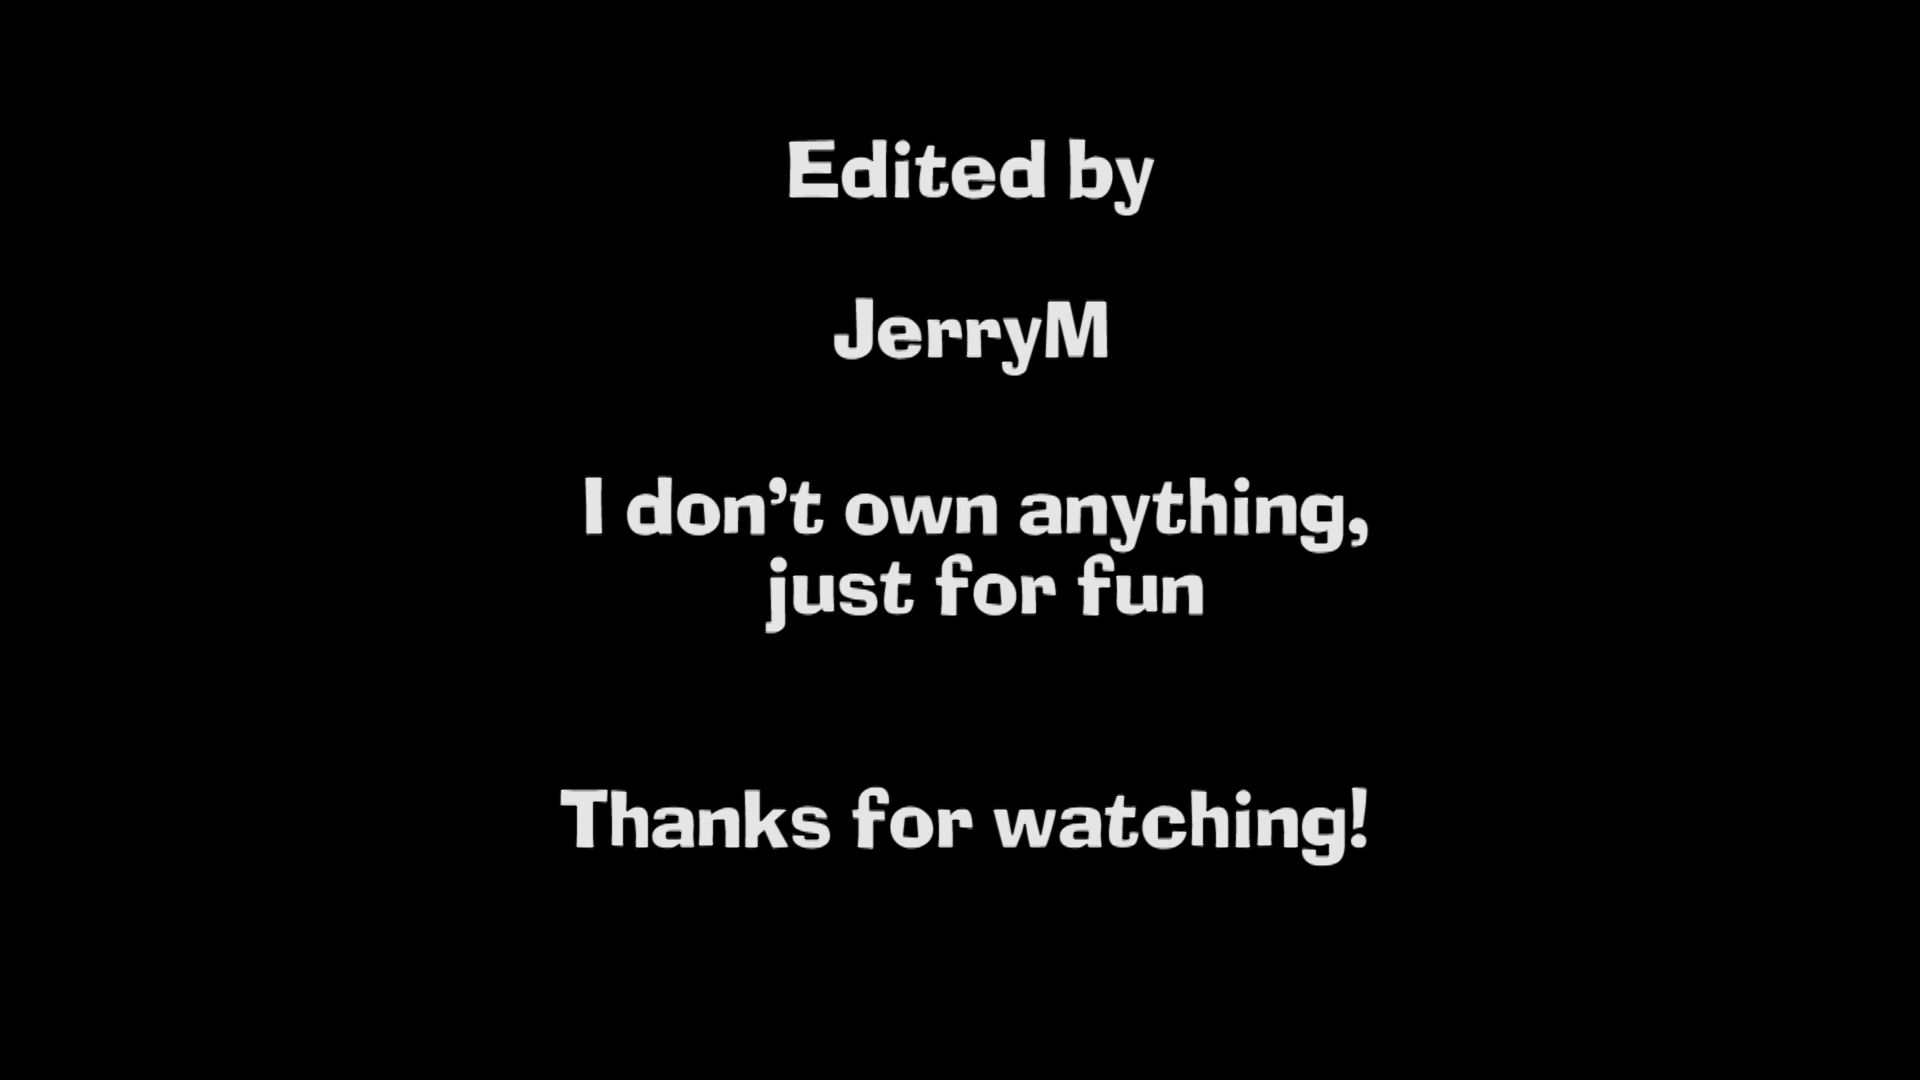 Edited by
JerryM
I don't own anything,
just for fun
Thanks for watching!